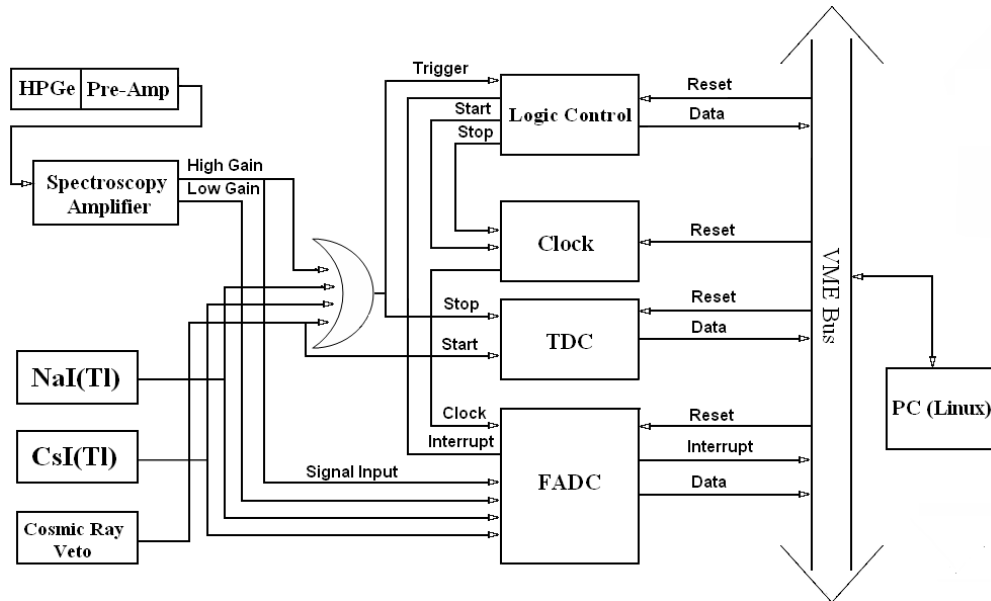 HPGe Pre-Amp
Spectroscopy
Amplifier
High Gain
Low Gain
NaI(Tl)
CsI(Tl)
Cosmic Ray
Veto
Trigger
Start
Stop
Logic Control
Reset
Data
Clock
Reset
Stop
Start
TDC
Reset
Data
Clock
Interrupt
Signal Input
FADC
Reset
Interrupt
Data
VME Bus
PC (Linux)